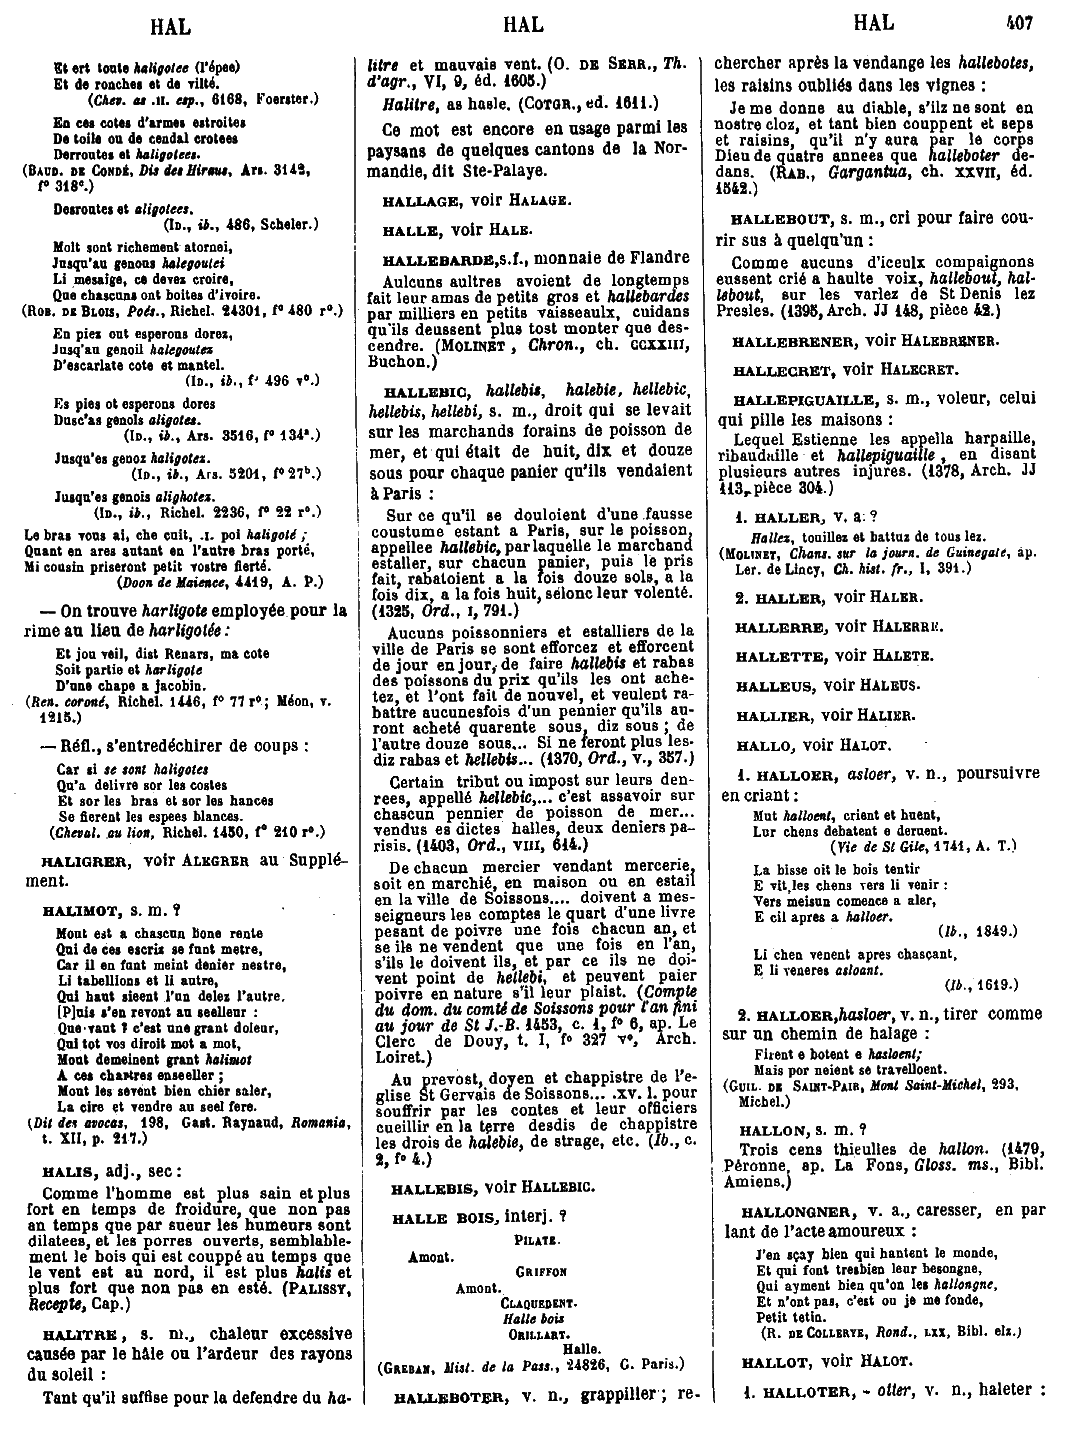 HAL
HAL
HAL
407
Et ert toute haligotee (l'épée)
Et de ronches et de vilté.
(Chev. as .II. esp., 6168, Foerster.)
En ces cotes d'armes estroites
De toile ou de cendal crotees
Derroutes et haligotees.
(BAUD. DE CONDÉ, Dis des Hiraus, Ars. 3142,
f° 318ᶜ.)
Desroutes et aligotees.
(ID., ib., 486, Scheler.)
Molt sont richement atornei,
Jusqu'au genous halegoutei
Li mesaige, ce devez croire,
Que chascuns ont boites d'ivoire.
(ROB. DE BLOIS, Poés., Richel. 24301, f° 480 r°.)
En piez ont esperons dorez,
Jusq'au genoil halegoutez
D'escarlate cote et mantel.
(ID., ib., f° 496 v°.)
Es pies ot esperons dores
Dusc'as genols aligotes.
(ID., ib., Ars. 3516, f° 134ᵃ.)
Jusqu'es genoz haligotez.
(ID., ib., Ars. 5201, f° 27ᵇ.)
Jusqu'es genois alighotez.
(ID., ib., Richel. 2236, f° 22 r°.)
Le bras vous ai, che cuit, .I. poi haligoté ;
Quant en ares autant en l'autre bras porté,
Mi cousin priseront petit vostre fierté.
(Doon de Maience, 4419, A. P.)
— On trouve harligote employée pour la
rime au lieu de harligotée :
Et jou veil, dist Renars, ma cote
Soit partie et harligote
D'une chape a jacobin.
(Ren. coroné, Richel. 1446, f° 77 r° ; Méon, v.
1215.)
— Réfl., s'entredéchirer de coups :
Car si se sont haligotes
Qu'a delivre sor les costes
Et sor les bras et sor les hances
Se fierent les espees blances.
(Cheval. au lion, Richel. 1450, f° 210 r°.)
HALIGRER, voir ALEGRER au Supplé-
ment.
HALIMOT, s. m. ?
Mout est a chascun bone rente
Qui de ces escriz se funt metre,
Car il en funt meint denier nestre,
Li tabellions et li autre,
Qui haut sieent l'un delez l'autre.
[P]uis s'en revont au seelleur :
Que vaut ? c'est une grant doleur,
Qui tot vos diroit mot a mot,
Mout demeinent grant halimot
A ces chartres enseeller ;
Mout les sevent bien chier saler,
La cire et vendre au seel fere.
(Dit des avocas, 198, Gast. Raynaud, Romania,
t. XII, p. 217.)
HALIS, adj., sec :
Comme l'homme est plus sain et plus
fort en temps de froidure, que non pas
an temps que par sueur les humeurs sont
dilatees, et les porres ouverts, semblable-
ment le bois qui est couppé au temps que
le vent est au nord, il est plus halis et
plus fort que non pas en esté. (PALISSY,
Recepte, Cap.)
HALITRE, s. m., chaleur excessive
causée par le hâle ou l'ardeur des rayons
du soleil :
Tant qu'il suffise pour la defendre du ha-
litre et mauvais vent. (O. DE SERR., Th.
d'agr., VI, 9, éd. 1605.)
Halitre, as hasle. (COTGR., ed. 1611.)
Ce mot est encore en usage parmi les
paysans de quelques cantons de la Nor-
mandie, dit Ste-Palaye.
HALLAGE, voir HALAGE.
HALLE, voir HALE.
HALLEBARDE, s.f., monnaie de Flandre
Aulcuns aultres avoient de longtemps
fait leur amas de petits gros et hallebardes
par milliers en petits vaisseaulx, cuidans
qu'ils deussent plus tost monter que des-
cendre. (MOLINET, Chron., ch. CCXXIII,
Buchon.)
HALLEBIC, hallebis, halebie, hellebic,
hellebis, hellebi, s. m., droit qui se levait
sur les marchands forains de poisson de
mer, et qui était de huit, dix et douze
sous pour chaque panier qu'ils vendaient
à Paris :
Sur ce qu'il se douloient d'une fausse
coustume estant a Paris, sur le poisson,
appellee hallebic, par laquelle le marchand
estaller, sur chacun panier, puis le pris
fait, rabatoient a la fois douze sols, a la
fois dix, a la fois huit, selonc leur volenté.
(1325, Ord., I, 791.)
Aucuns poissonniers et estalliers de la
ville de Paris se sont efforcez et efforcent
de jour en jour, de faire hallebis et rabas
des poissons du prix qu'ils les ont ache-
tez, et l'ont fait de nouvel, et veulent ra-
battre aucunesfois d'un pennier qu'ils au-
ront acheté quarente sous, diz sous ; de
l'autre douze sous... Si ne feront plus les-
diz rabas et hellebis... (1370, Ord., V., 357.)
Certain tribut ou impost sur leurs den-
rees, appellé hellebic,... c'est assavoir sur
chascun pennier de poisson de mer...
vendus es dictes halles, deux deniers pa-
risis. (1403, Ord., VIII, 614.)
De chacun mercier vendant mercerie,
soit en marchié, en maison ou en estail
en la ville de Soissons.... doivent a mes-
seigneurs les comptes le quart d'une livre
pesant de poivre une fois chacun an, et
se ils ne vendent que une fois en l'an,
s'ils le doivent ils, et par ce ils ne doi-
vent point de hellebi, et peuvent paier
poivre en nature s'il leur plaist. (Compte
du dom. du comté de Soissons pour l'an fini
au jour de St J.-B. 1453, c. 1, f° 6, ap. Le
Clerc de Douy, t. I, f° 327 v°, Arch.
Loiret.)
Au prevost, doyen et chappistre de l'e-
glise St Gervais de Soissons... .XV. l. pour
souffrir par les contes et leur officiers
cueillir en la terre desdis de chappistre
les drois de halebie, de strage, etc. (Ib., c.
2, f° 4.)
HALLEBIS, voir HALLEBIC.
HALLE BOIS, interj. ?
PILATE.
Amont.
GRIFFON
Amont.
CLAQUEDENT.
Halle bois
ORILLART.
Halle.
(GREBAN, Mist. de la Pass., 24826, G. Paris.)
HALLEBOTER, v. n., grappiller ; re-
chercher après la vendange les hallebotes,
les raisins oubliés dans les vignes :
Je me donne au diable, s'ilz ne sont en
nostre cloz, et tant bien couppent et seps
et raisins, qu'il n'y aura par le corps
Dieu de quatre annees que halleboter de-
dans. (RAB., Gargantua, ch. XXVII, éd.
1542.)
HALLEBOUT, s. m., cri pour faire cou-
rir sus à quelqu'un :
Comme aucuns d'iceulx compaignons
eussent crié a haulte voix, hallebout, hal-
lebout, sur les varlez de St Denis lez
Presles. (1395, Arch. JJ 148, pièce 42.)
HALLEBRENER, voir HALEBRENER.
HALLECRET, voir HALECRET.
HALLEPIGUAILLE, s. m., voleur, celui
qui pille les maisons :
Lequel Estienne les appella harpaille,
ribaudaille et hallepiguaille, en disant
plusieurs autres injures. (1378, Arch. JJ
113, pièce 304.)
1. HALLER, v. a. ?
Hallez, touillez et battuz de tous lez.
(MOLINET, Chans. sur la journ. de Guinegate, ap.
Ler. de Lincy, Ch. hist. fr., I, 391.)
2. HALLER, voir HALER.
HALLERRE, voir HALERRE.
HALLETTE, voir HALETE.
HALLEUS, voir HALEUS.
HALLIER, voir HALIER.
HALLO, voir HALOT.
1. HALLOER, asloer, v. n., poursuivre
en criant :
Mut halloent, crient et huent,
Lur chens debatent e deruent.
(Vie de St Gile, 1741, A. T.)
La bisse oit le bois tentir
E vit les chens vers li venir :
Vers meisun comence a aler,
E cil apres a halloer.
(Ib., 1849.)
Li chen venent apres chasçant,
E li veneres asloant.
(Ib., 1619.)
2. HALLOER, hasloer, v. n., tirer comme
sur un chemin de halage :
Firent e botent e hasloent;
Mais por neient se travelloent.
(GUIL. DE SAINT-PAIR, Mont Saint-Michel, 293,
Michel.)
HALLON, s. m. ?
Trois cens thieulles de hallon. (1479,
Péronne, ap. La Fons, Gloss. ms., Bibl.
Amiens.)
HALLONGNER, v. a., caresser, en par
lant de l'acte amoureux :
J'en sçay bien qui hantent le monde,
Et qui font tresbien leur besongne,
Qui ayment bien qu'on les hallongne,
Et n'ont pas, c'est ou je me fonde,
Petit tetin.
(R. DE COLLERYE, Rond., LXX, Bibl. elz.)
HALLOT, voir HALOT.
1. HALLOTER, - otter, v. n., haleter :